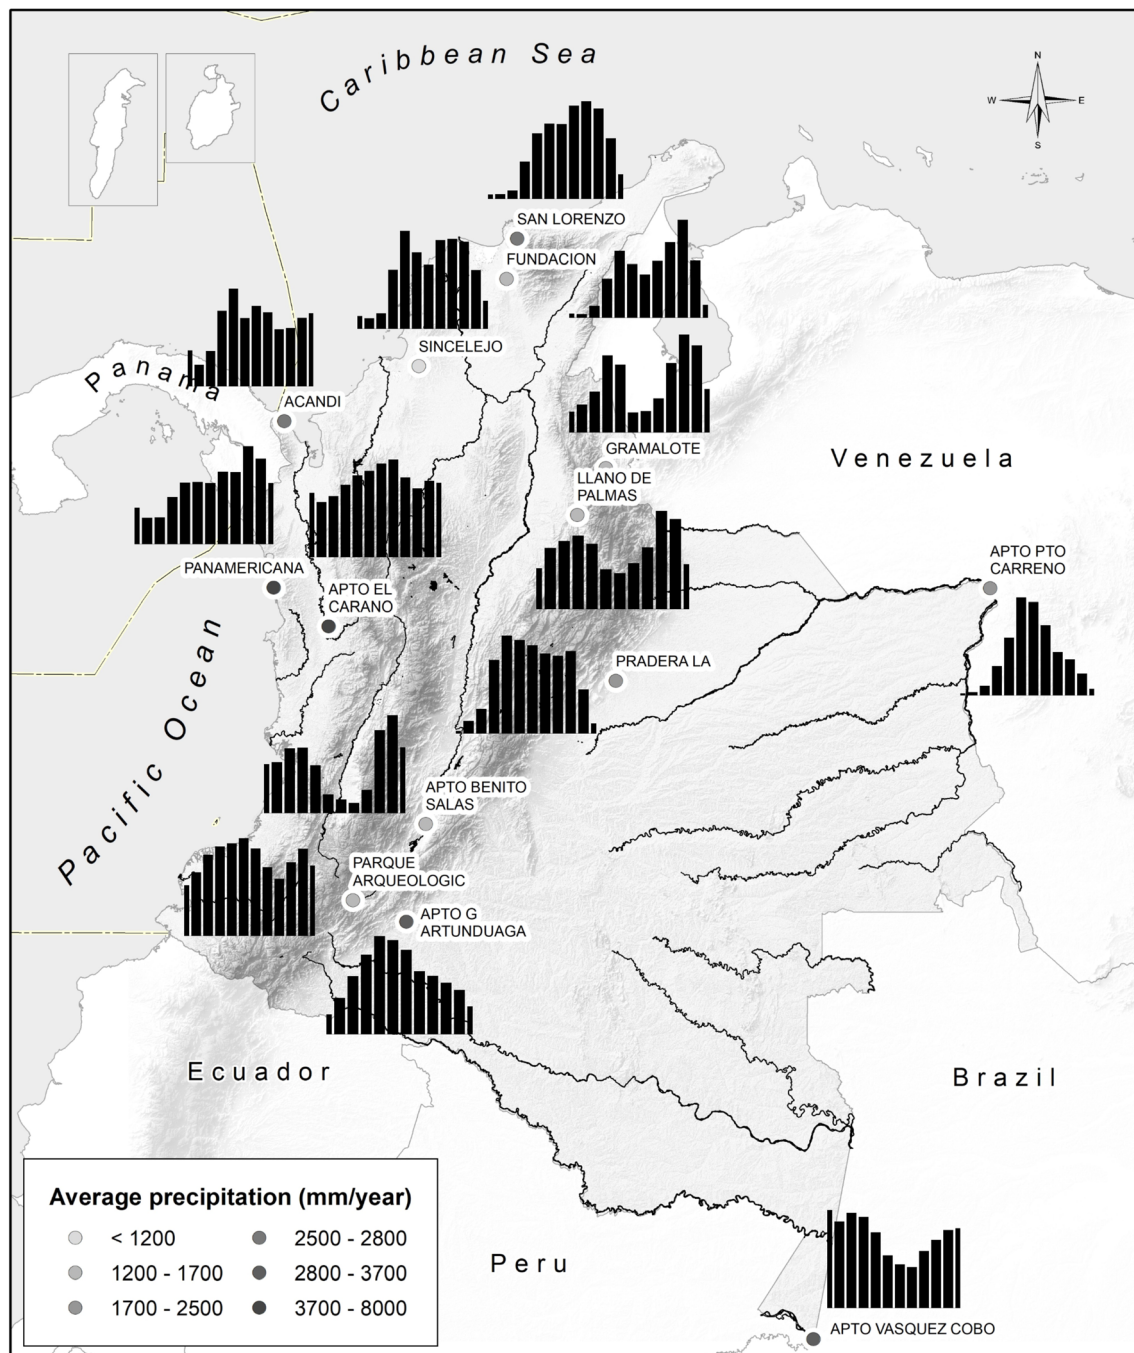 Caribbean Sea
N
W
E
S
SAN LORENZO
FUNDACION
SINCELEJO
Panama
ACANDI
GRAMALOTE
Venezuela
LLANO DE
PALMAS
PANAMERICANA
APTO EL
CARANO
APTO PTO
CARRENO
PRADERA LA
Pacific Ocean
APTO BENITO
SALAS
PARQUE
ARQUEOLOGIC
APTO G
ARTUNDUAGA
Ecuador
Brazil
Peru
APTO VASQUEZ COBO
Average precipitation (mm/year)
< 1200
1200 - 1700
1700 - 2500
2500 - 2800
2800 - 3700
3700 - 8000